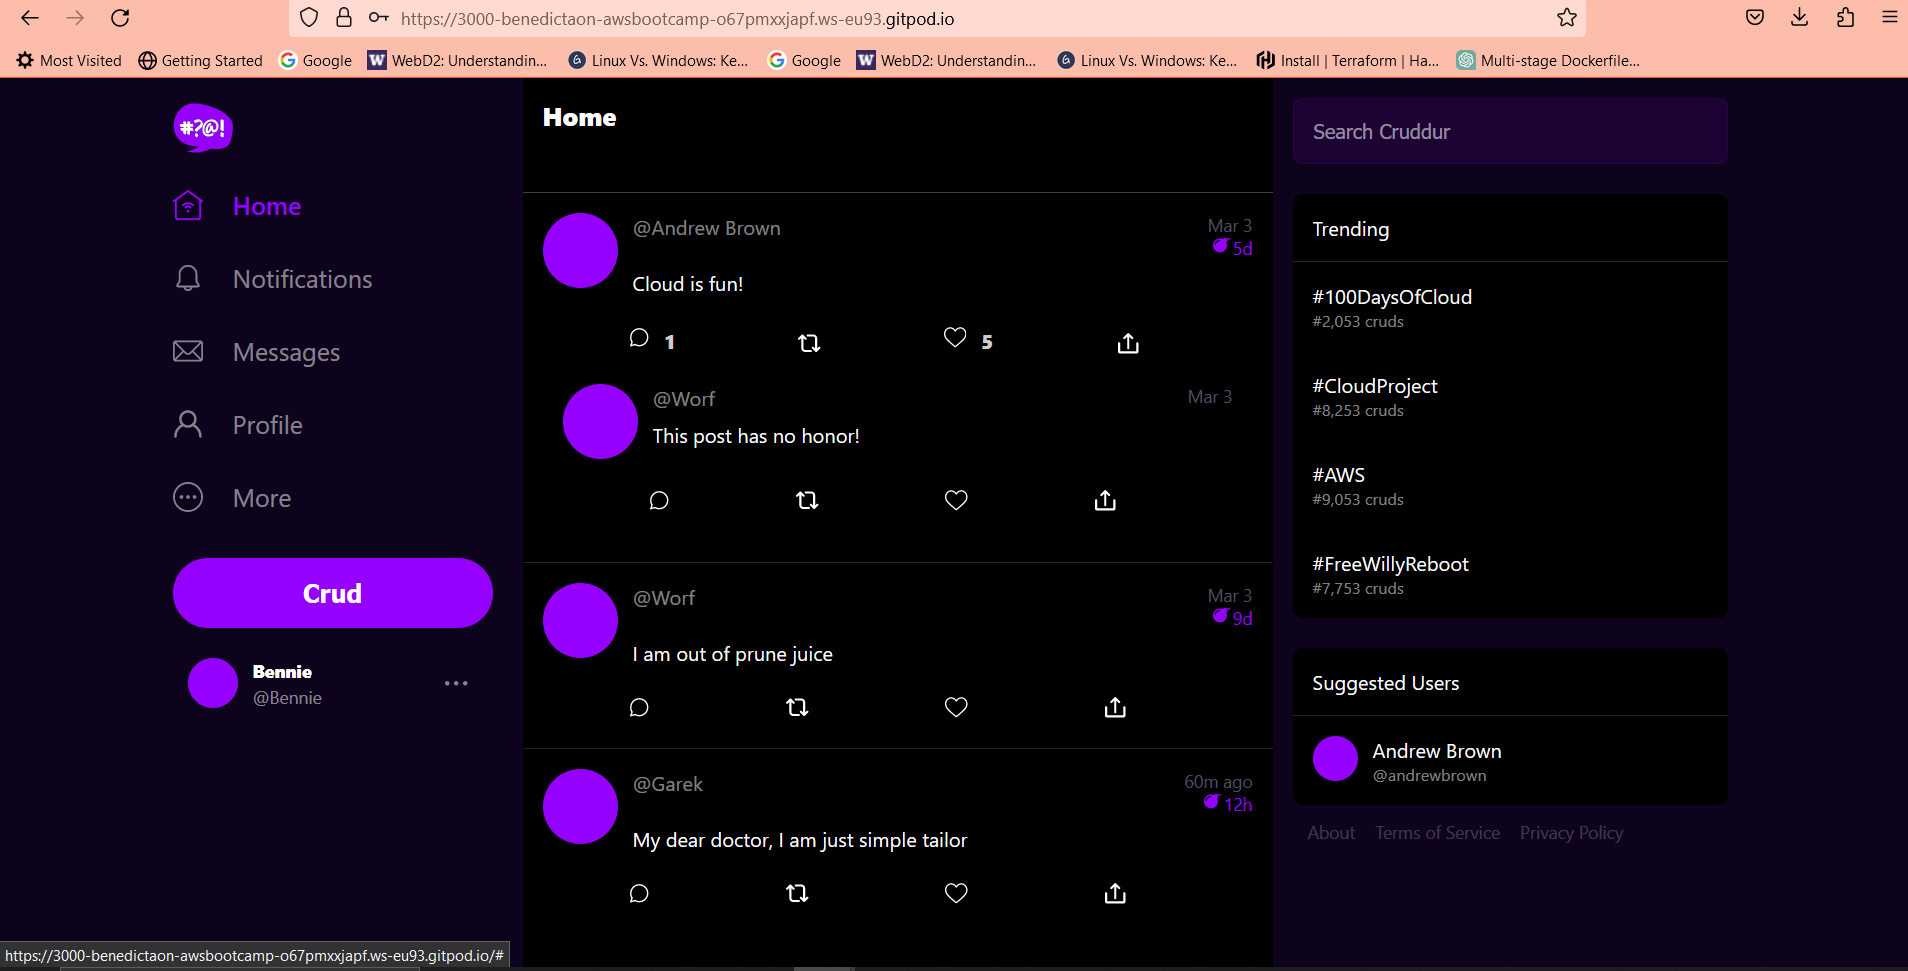 https://3000-benedictaon-awsbootcamp-o67pmxxjapf.ws-eu93.gitpod.io
Most Visited Getting Started Google WebD2: Understandin... Linux Vs. Windows: Ke... Google WebD2: Understandin... Linux Vs. Windows: Ke... Install | Terraform | Ha... Multi-stage Dockerfile...
#?@!
Home
Notifications
Messages
Profile
More
Crud
Bennie
@Bennie
Home
@Andrew Brown
Mar 3
5d
Cloud is fun!
1 5
@Worf
Mar 3
This post has no honor!
@Worf
Mar 3
9d
I am out of prune juice
@Garek
60m ago
12h
My dear doctor, I am just simple tailor
Search Cruddur
Trending
#100DaysOfCloud
#2,053 cruds
#CloudProject
#8,253 cruds
#AWS
#9,053 cruds
#FreeWillyReboot
#7,753 cruds
Suggested Users
Andrew Brown
@andrewbrown
About Terms of Service Privacy Policy
https://3000-benedictaon-awsbootcamp-o67pmxxjapf.ws-eu93.gitpod.io/#